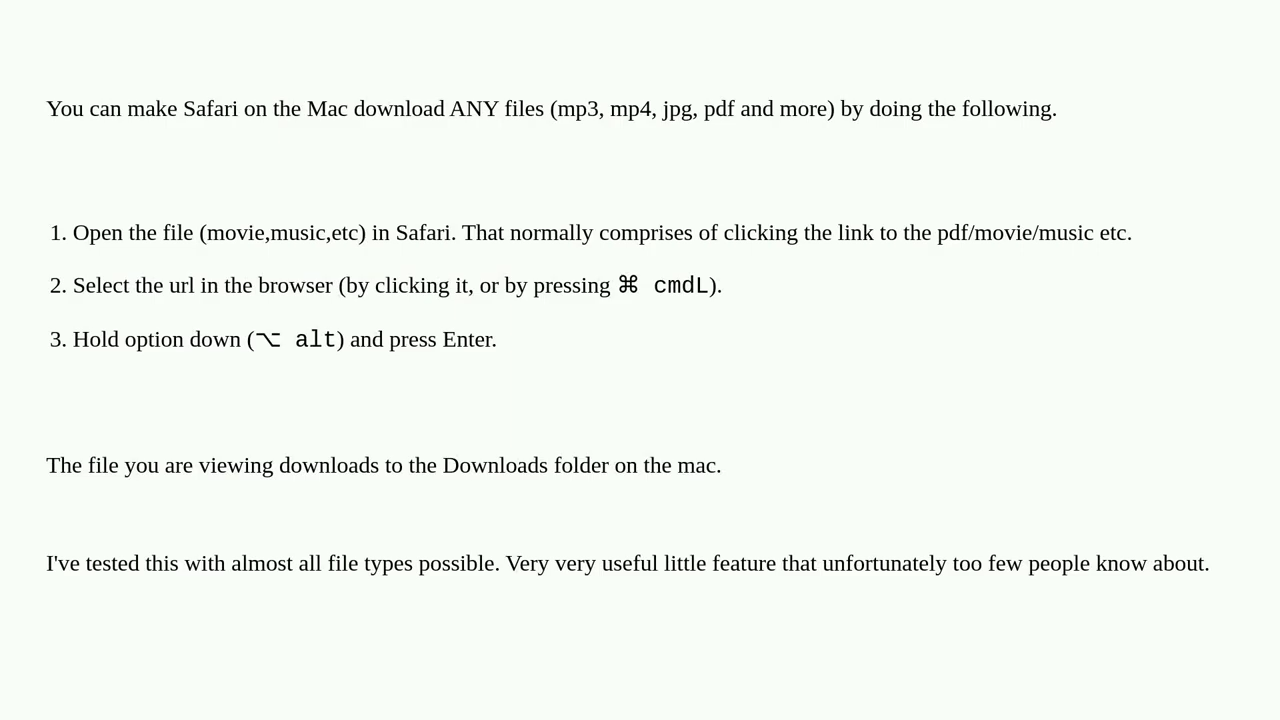 You can make Safari on the Mac download ANY files (mp3, mp4, jpg, pdf and more) by doing the following.
1. Open the file (movie,music,etc) in Safari. That normally comprises of clicking the link to the pdf/movie/music etc.
2. Select the url in the browser (by clicking it, or by pressing ⌘ cmdL).
3. Hold option down (⌥ alt) and press Enter.
The file you are viewing downloads to the Downloads folder on the mac.
I've tested this with almost all file types possible. Very very useful little feature that unfortunately too few people know about.